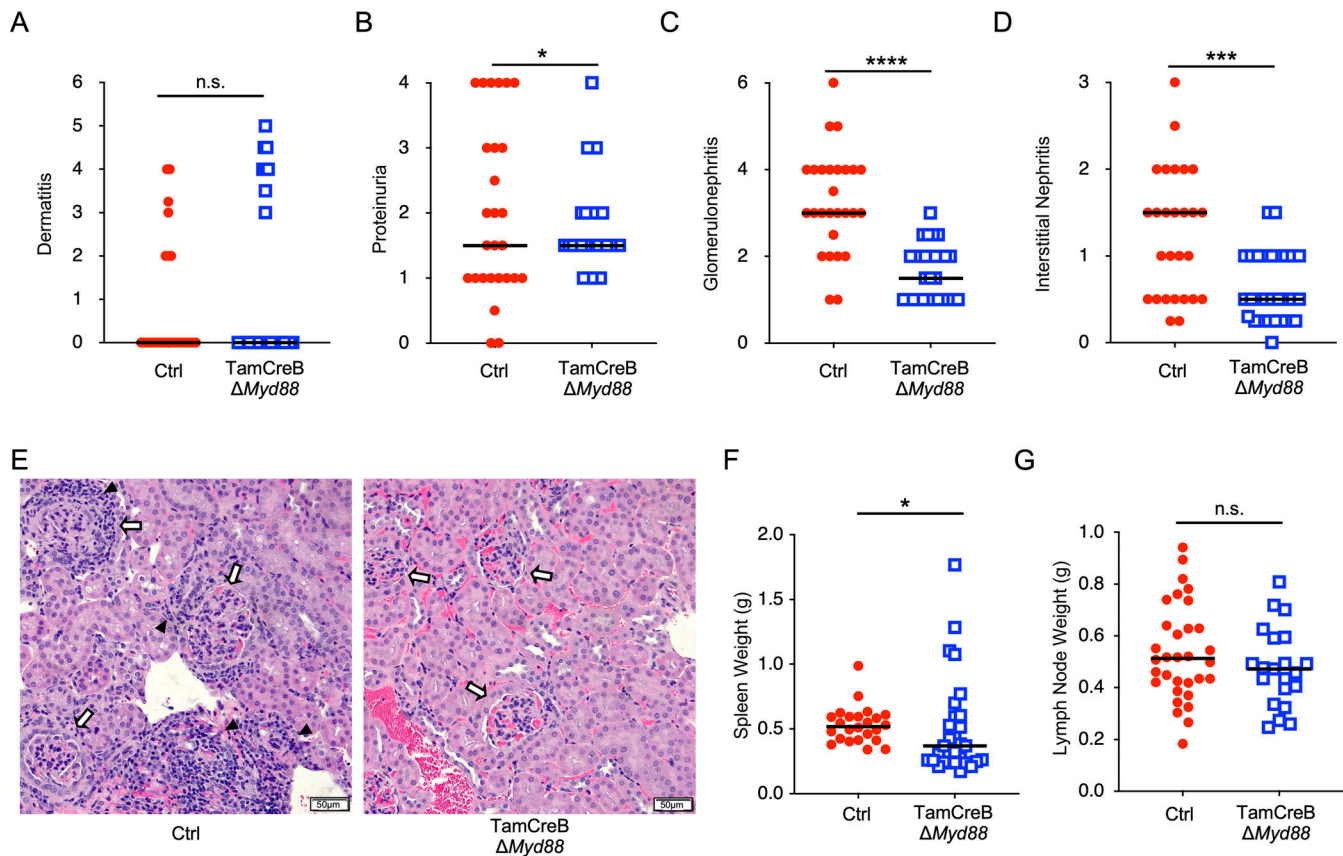 A
B
C
D
n.s.
*
****
***
Dermatitis
6
5
4
3
2
1
0
Ctrl
TamCreB
ΔMyd88
Proteinuria
4
3
2
1
0
Ctrl
TamCreB
ΔMyd88
Glomerulonephritis
6
4
2
0
Ctrl
TamCreB
ΔMyd88
Interstitial Nephritis
3
2
1
0
Ctrl
TamCreB
ΔMyd88
E
F
G
50µm
Ctrl
50µm
TamCreB
ΔMyd88
*
Spleen Weight (g)
2.0
1.5
1.0
0.5
0.0
Ctrl
TamCreB
ΔMyd88
n.s.
Lymph Node Weight (g)
1.0
0.8
0.6
0.4
0.2
0.0
Ctrl
TamCreB
ΔMyd88